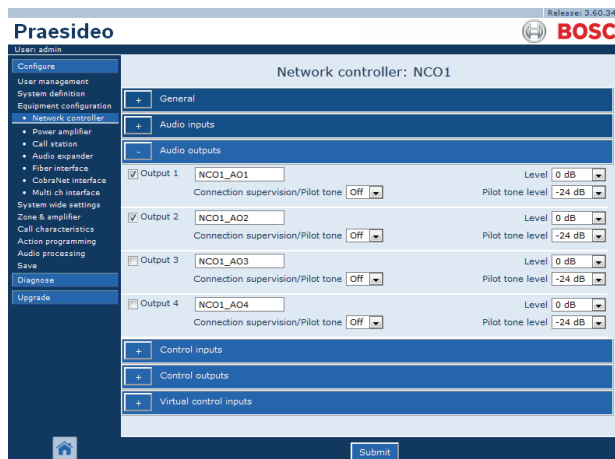 Release: 3.60.34
Praesideo
BOSC
User: admin
Configure
User management
System definition
Equipment configuration
• Network controller
• Power amplifier
• Call station
• Audio expander
• Fiber interface
• CobraNet interface
• Multi ch interface
System wide settings
Zone & amplifier
Call characteristics
Action programming
Audio processing
Save
Diagnose
Upgrade
Network controller: NCO1
+ General
+ Audio inputs
- Audio outputs
Output 1 NCO1_AO1 Level 0 dB
Connection supervision/Pilot tone Off Pilot tone level -24 dB
Output 2 NCO1_AO2 Level 0 dB
Connection supervision/Pilot tone Off Pilot tone level -24 dB
Output 3 NCO1_AO3 Level 0 dB
Connection supervision/Pilot tone Off Pilot tone level -24 dB
Output 4 NCO1_AO4 Level 0 dB
Connection supervision/Pilot tone Off Pilot tone level -24 dB
+ Control inputs
+ Control outputs
+ Virtual control inputs
Submit